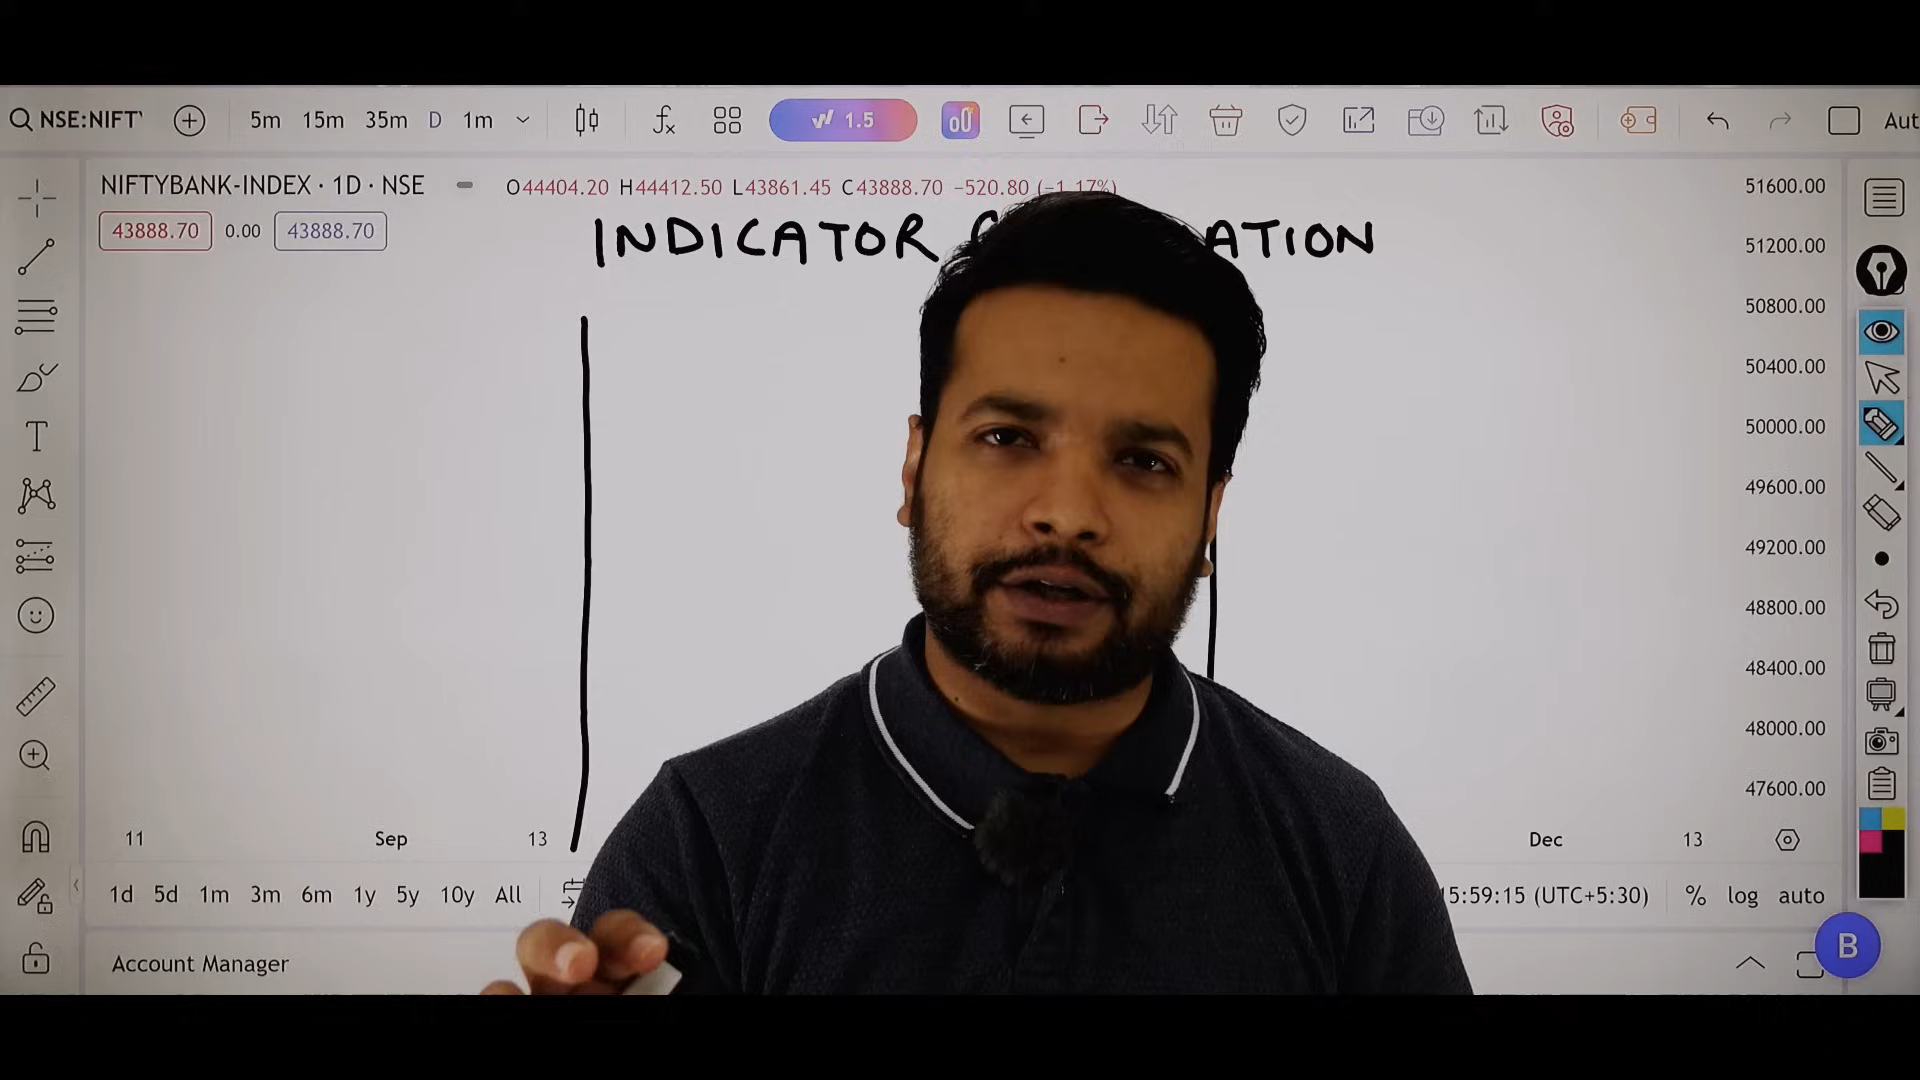 NSE:NIFT
5m 15m 35m D 1m 1.5 Aut
NIFTYBANK-INDEX · 1D · NSE O44404.20 H44412.50 L43861.45 C43888.70 −520.80 (−1.17%)
43888.70 0.00 43888.70
INDICATOR ATION
51600.00
51200.00
50800.00
50400.00
50000.00
49600.00
49200.00
48800.00
48400.00
48000.00
47600.00
11 Sep 13 Dec 13
1d 5d 1m 3m 6m 1y 5y 10y All 5:59:15 (UTC+5:30) % log auto
Account Manager
B